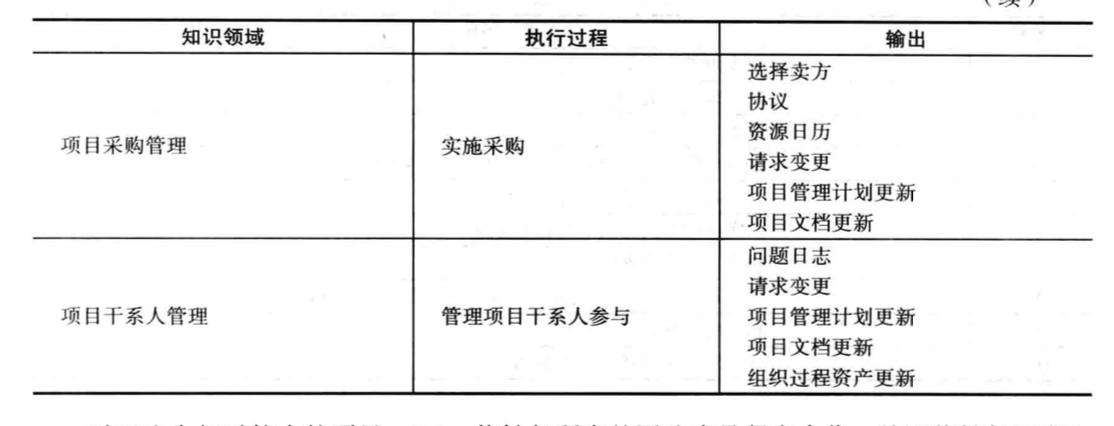 （续）
知识领域 执行过程 输出
选择卖方
协议
资源日历
项目采购管理 实施采购
请求变更
项目管理计划更新
项目文档更新
问题日志
请求变更
项目干系人管理 管理项目干系人参与 项目管理计划更新
项目文档更新
组织过程资产更新